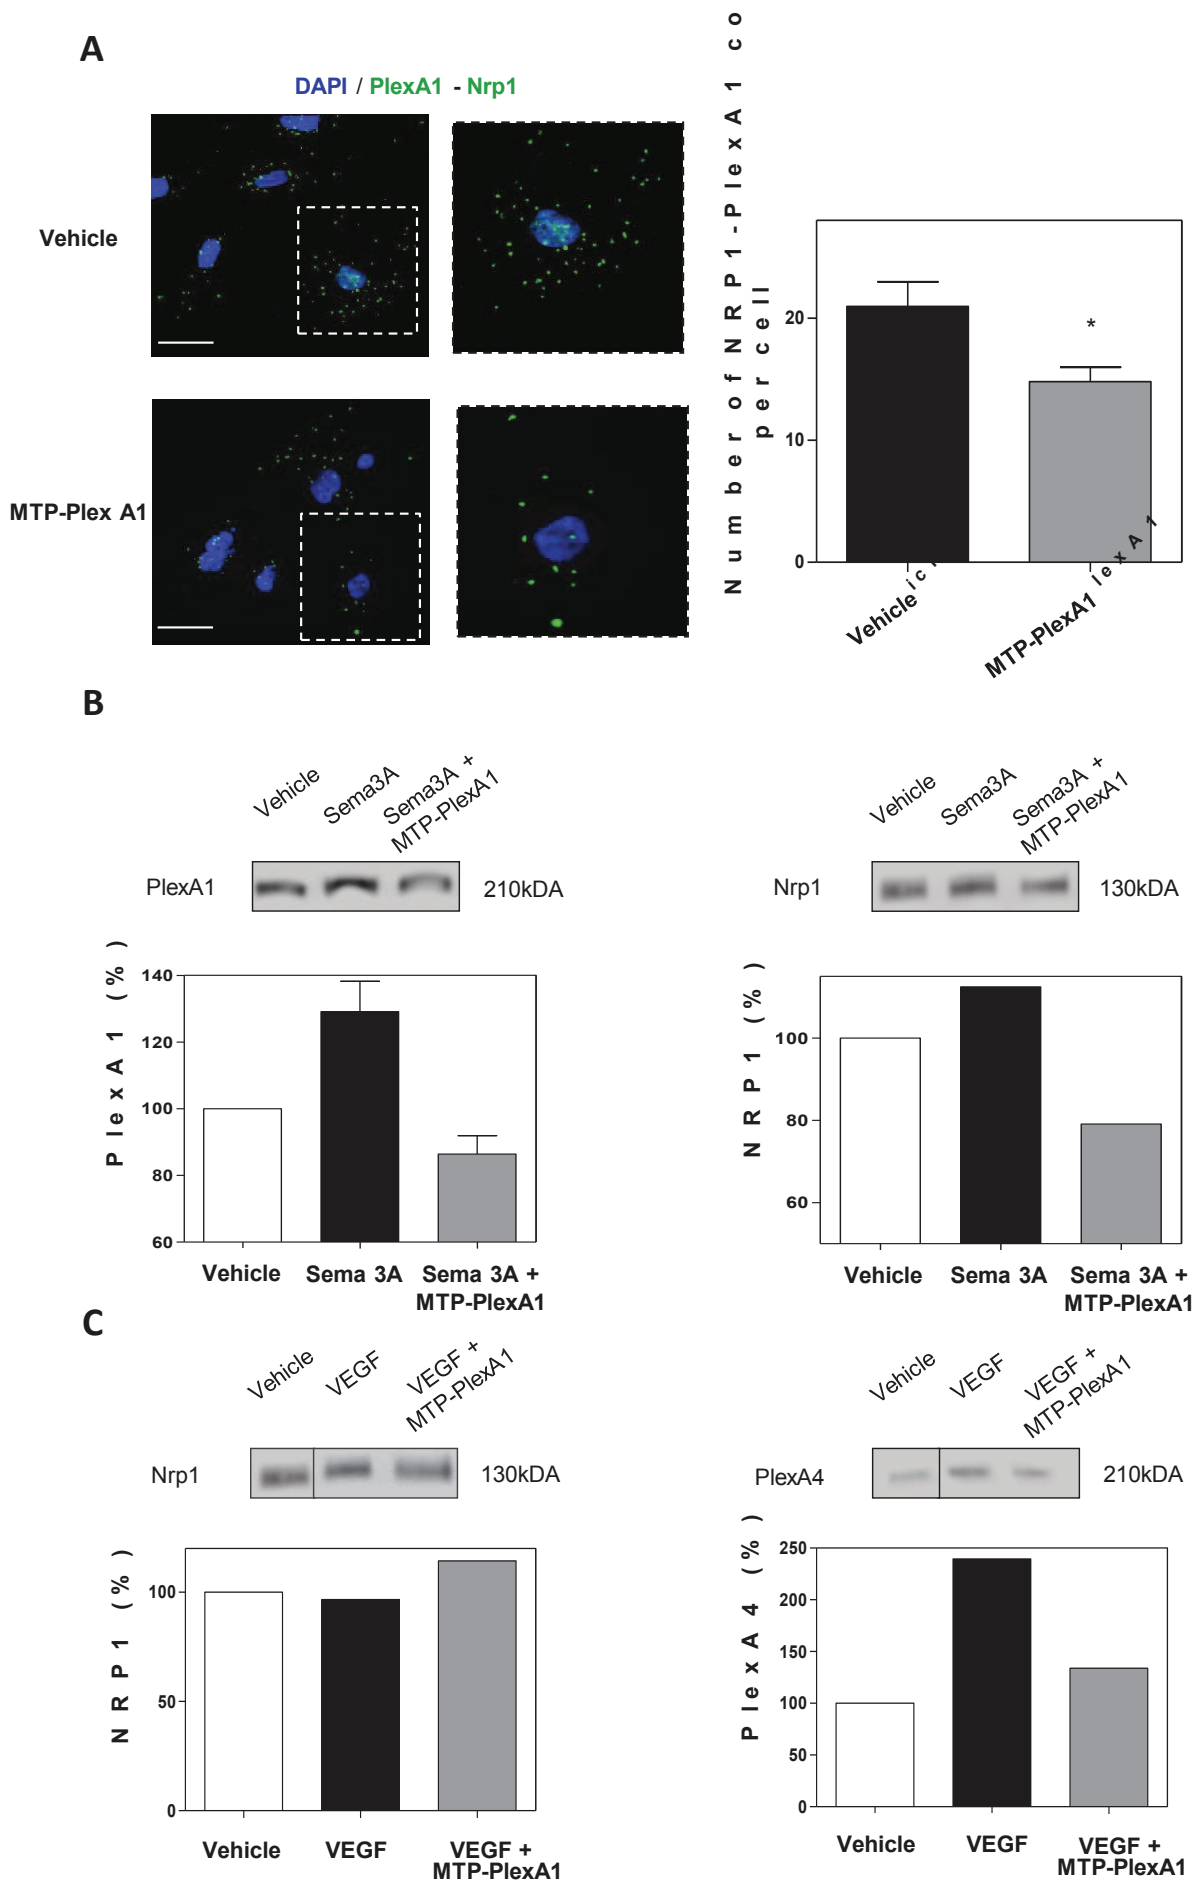 A
DAPI / PlexA1 - Nrp1
Vehicle
MTP-Plex A1
Number of NRP1-PlexA1 co
per cell
20
10
0
*
Vehicle
MTP-PlexA1
lexA1
B
Vehicle
Sema3A
Sema3A +
MTP-PlexA1
PlexA1
210kDA
PlexA1 (%)
140
120
100
80
60
Vehicle
Sema 3A
Sema 3A +
MTP-PlexA1
Vehicle
Sema3A
Sema3A +
MTP-PlexA1
Nrp1
130kDA
NRP1 (%)
100
80
60
Vehicle
Sema 3A
Sema 3A +
MTP-PlexA1
C
Vehicle
VEGF
VEGF +
MTP-PlexA1
Nrp1
130kDA
NRP1 (%)
100
50
0
Vehicle
VEGF
VEGF +
MTP-PlexA1
Vehicle
VEGF
VEGF +
MTP-PlexA1
PlexA4
210kDA
PlexA4 (%)
250
200
150
100
50
0
Vehicle
VEGF
VEGF +
MTP-PlexA1